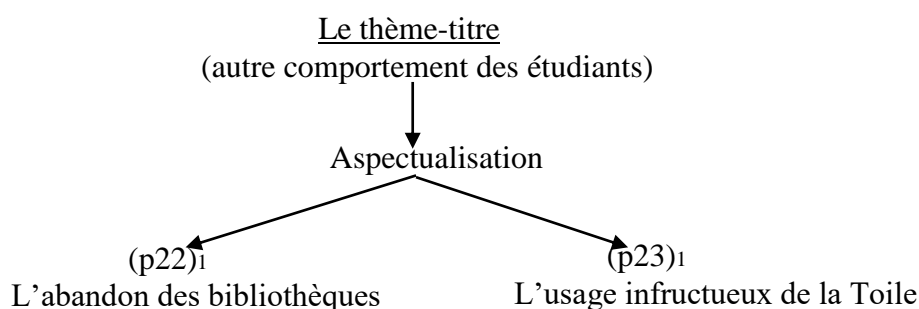 Le thème-titre
(autre comportement des étudiants)
Aspectualisation
(p22)1 (p23)1
L’abandon des bibliothèques L’usage infructueux de la Toile